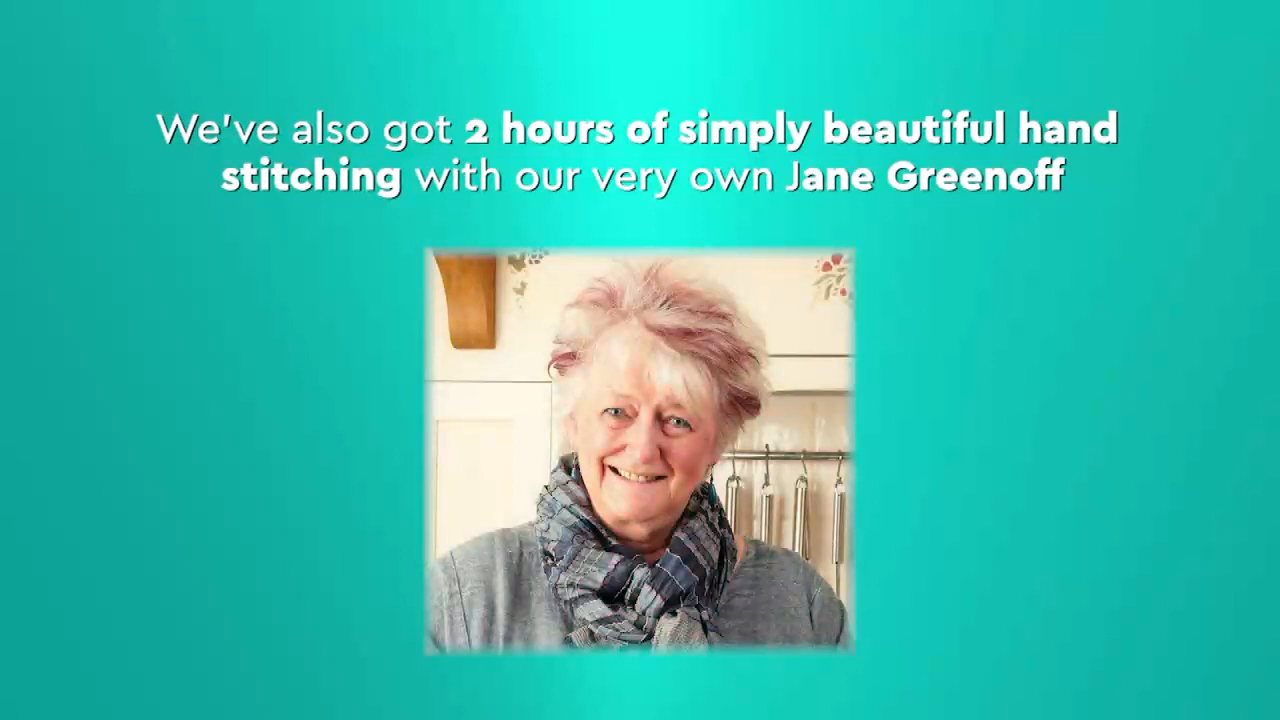 We've also got 2 hours of simply beautiful hand
stitching with our very own Jane Greenoff